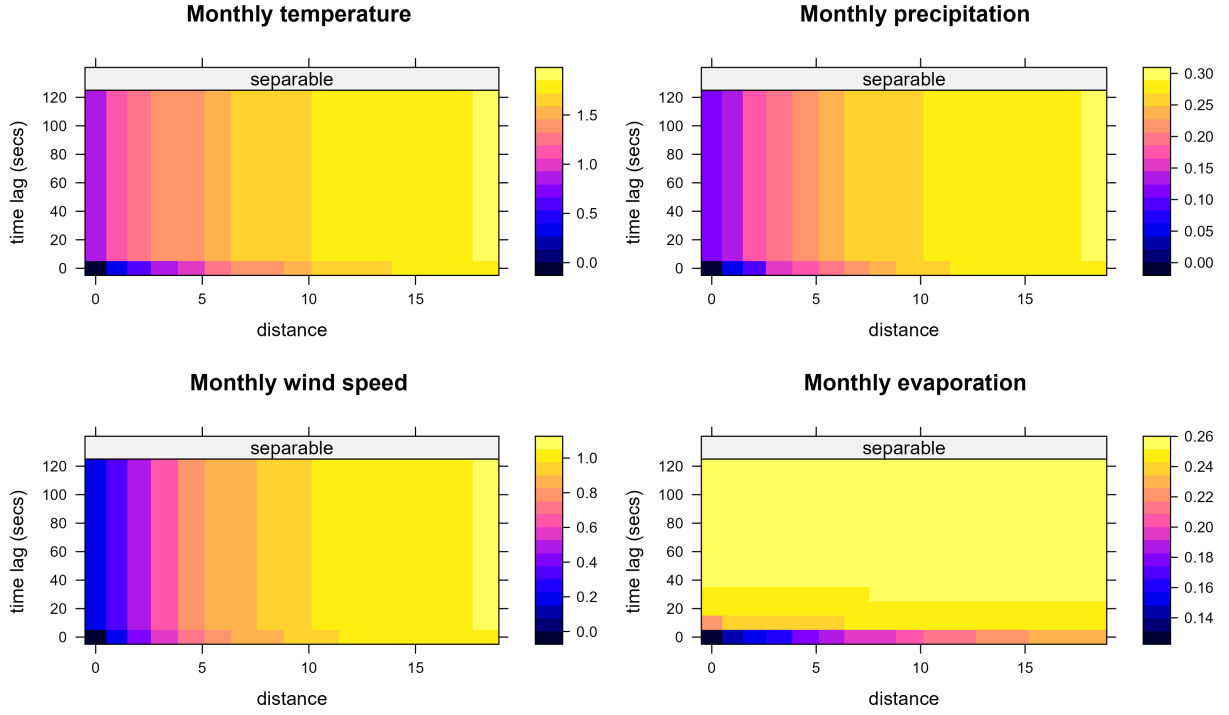 Monthly temperature
separable
time lag (secs)
120
100
80
60
40
20
0
0 5 10 15
distance
1.5
1.0
0.5
0.0
Monthly precipitation
separable
time lag (secs)
120
100
80
60
40
20
0
0 5 10 15
distance
0.30
0.25
0.20
0.15
0.10
0.05
0.00
Monthly wind speed
separable
time lag (secs)
120
100
80
60
40
20
0
0 5 10 15
distance
1.0
0.8
0.6
0.4
0.2
0.0
Monthly evaporation
separable
time lag (secs)
120
100
80
60
40
20
0
0 5 10 15
distance
0.26
0.24
0.22
0.20
0.18
0.16
0.14